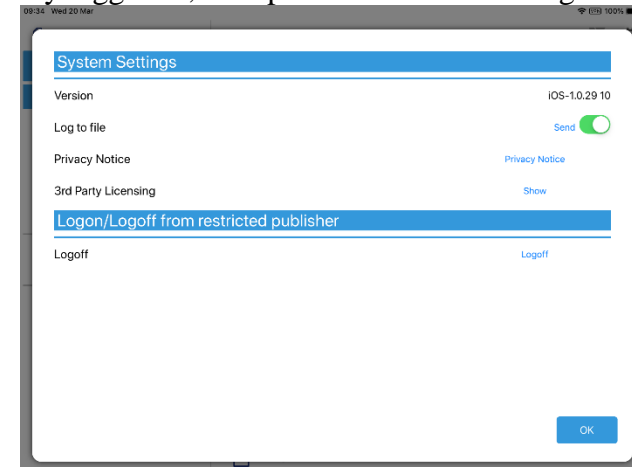 09:34 Wed 20 Mar 100%
System Settings
Version iOS-1.0.29 10
Log to file Send
Privacy Notice Privacy Notice
3rd Party Licensing Show
Logon/Logoff from restricted publisher
Logoff Logoff
OK